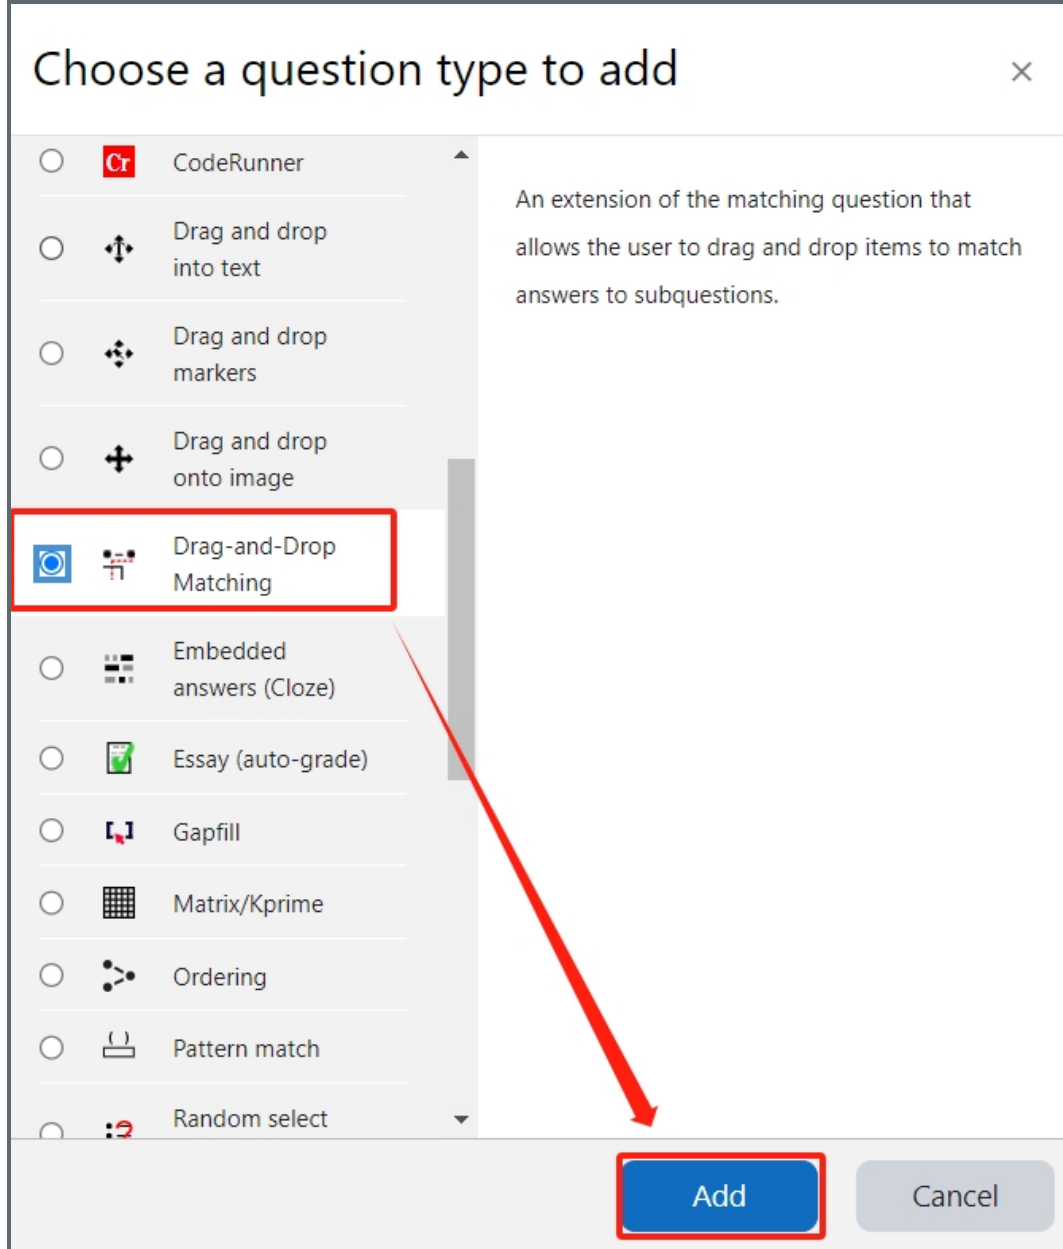 Choose a question type to add
×
Cr CodeRunner
Drag and drop
into text
Drag and drop
markers
Drag and drop
onto image
Drag-and-Drop
Matching
Embedded
answers (Cloze)
Essay (auto-grade)
Gapfill
Matrix/Kprime
Ordering
Pattern match
Random select
An extension of the matching question that
allows the user to drag and drop items to match
answers to subquestions.
Add
Cancel